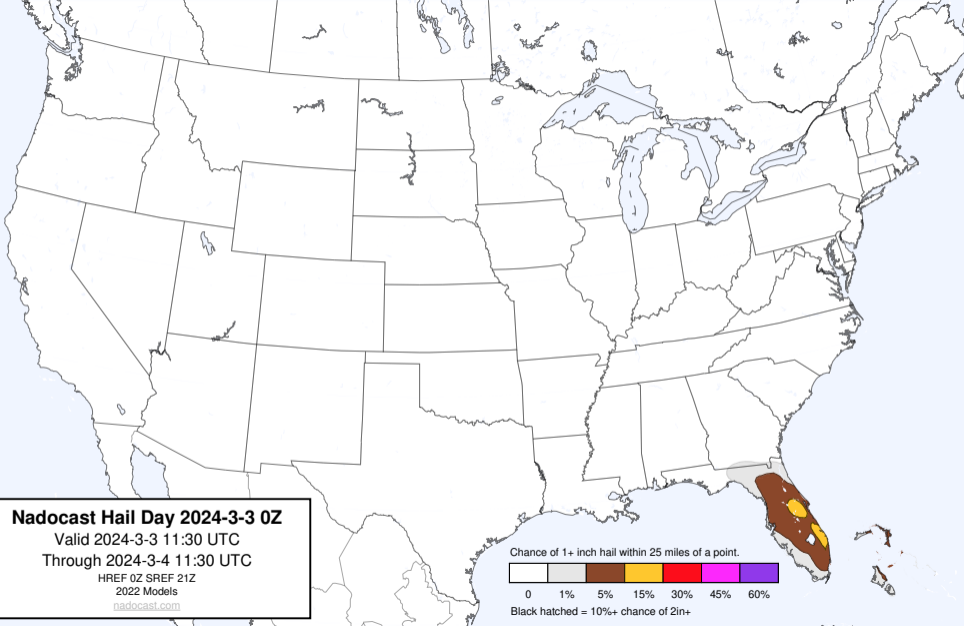 Nadocast Hail Day 2024-3-3 0Z
Valid 2024-3-3 11:30 UTC
Through 2024-3-4 11:30 UTC
HREF 0Z SREF 21Z
2022 Models
nadocast.com
Chance of 1+ inch hail within 25 miles of a point.
0 1% 5% 15% 30% 45% 60%
Black hatched = 10%+ chance of 2in+